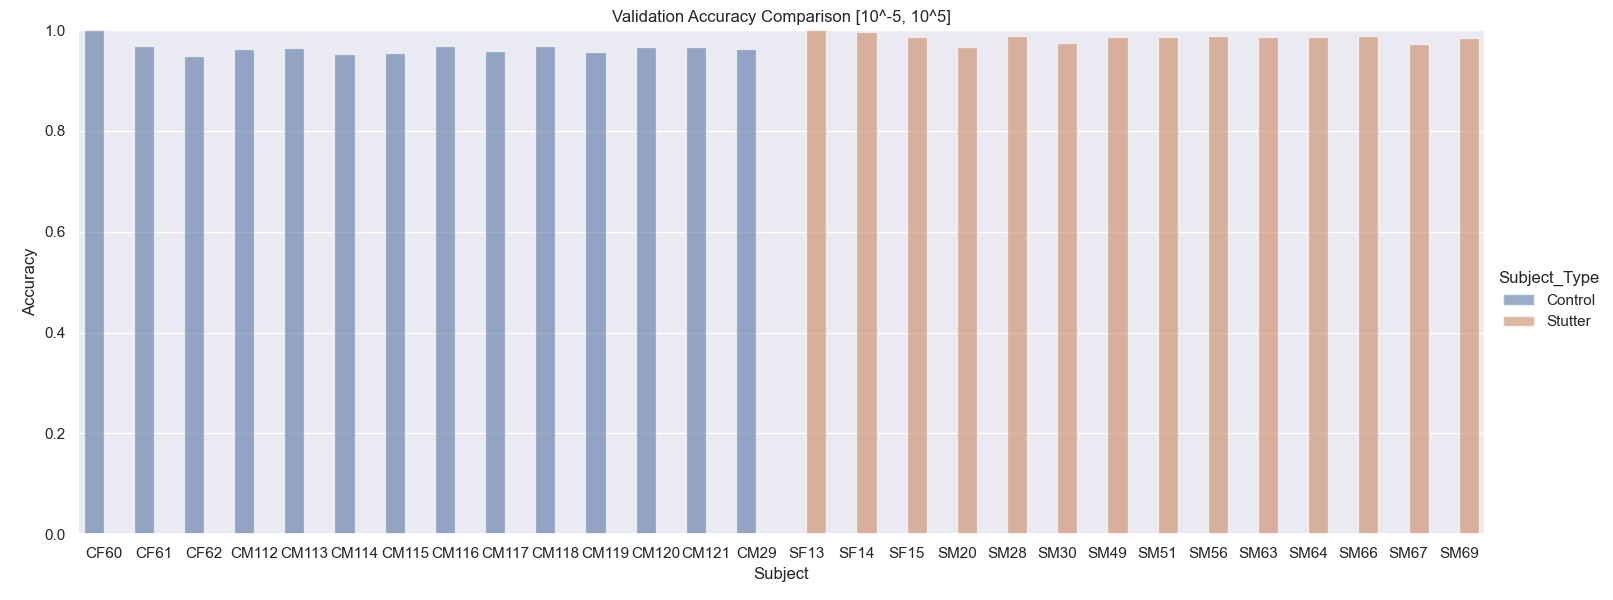 Validation Accuracy Comparison [10^-5, 10^5]
1.0
0.8
0.6
0.4
0.2
0.0
Accuracy
CF60 CF61 CF62 CM112 CM113 CM114 CM115 CM116 CM117 CM118 CM119 CM120 CM121 CM29 SF13 SF14 SF15 SM20 SM28 SM30 SM49 SM51 SM56 SM63 SM64 SM66 SM67 SM69
Subject
Subject_Type
Control
Stutter